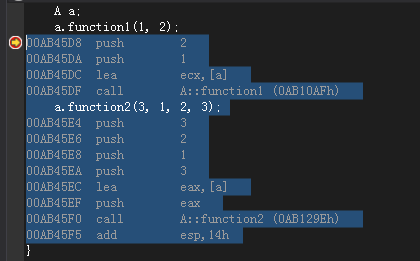 A a;
a.function1(1, 2);
00AB45D8 push 2
00AB45DA push 1
00AB45DC lea ecx,[a]
00AB45DF call A::function1 (0AB10AFh)
a.function2(3, 1, 2, 3);
00AB45E4 push 3
00AB45E6 push 2
00AB45E8 push 1
00AB45EA push 3
00AB45EC lea eax,[a]
00AB45EF push eax
00AB45F0 call A::function2 (0AB129Eh)
00AB45F5 add esp,14h
}